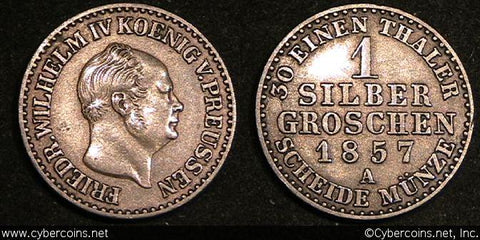 FRIEDR. WILHELM IV KOENIG V. PREUSSEN
30 EINEN THALER
1
SILBER
GROSCHEN
1857
A
SCHEIDE MÜNZE
www.cybercoins.net
©cybercoins.net, Inc.